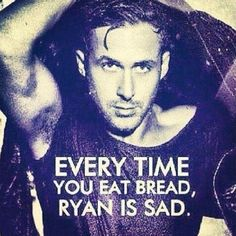 EVERY TIME
YOU EAT BREAD,
RYAN IS SAD.